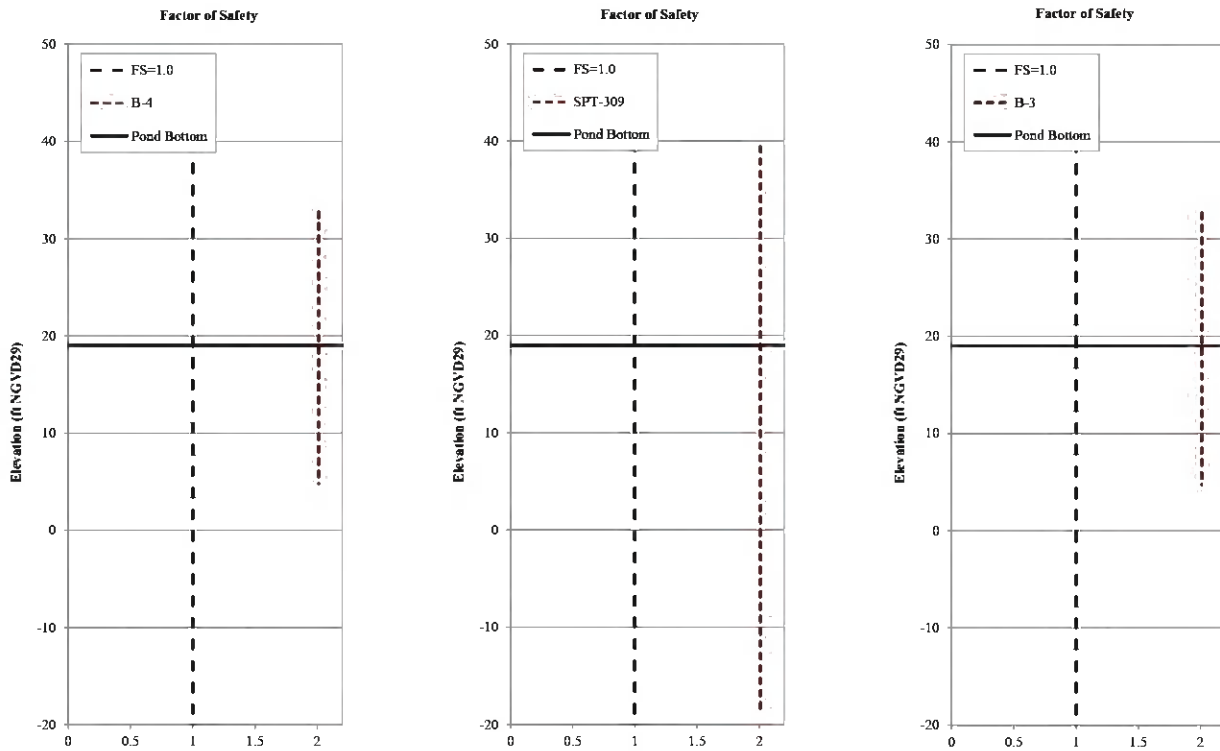 Factor of Safety
50
40
30
20
10
0
-10
-20
Elevation (ft NGVD29)
FS=1.0
B-4
Pond Bottom
0 0.5 1 1.5 2
Factor of Safety
50
40
30
20
10
0
-10
-20
Elevation (ft NGVD29)
FS=1.0
SPT-309
Pond Bottom
0 0.5 1 1.5 2
Factor of Safety
50
40
30
20
10
0
-10
-20
Elevation (ft NGVD29)
FS=1.0
B-3
Pond Bottom
0 0.5 1 1.5 2